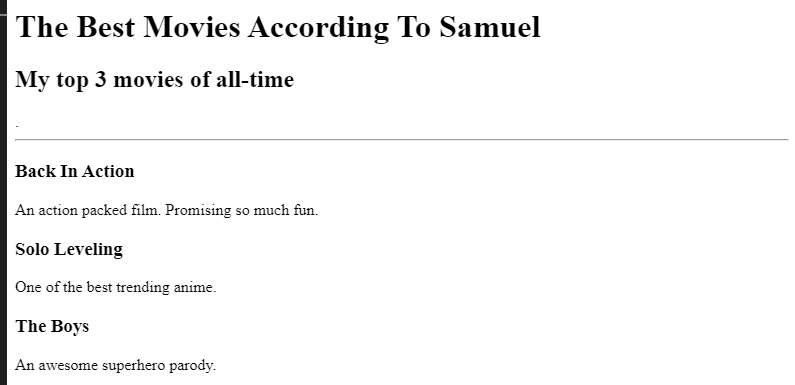 The Best Movies According To Samuel
My top 3 movies of all-time
.
Back In Action
An action packed film. Promising so much fun.
Solo Leveling
One of the best trending anime.
The Boys
An awesome superhero parody.